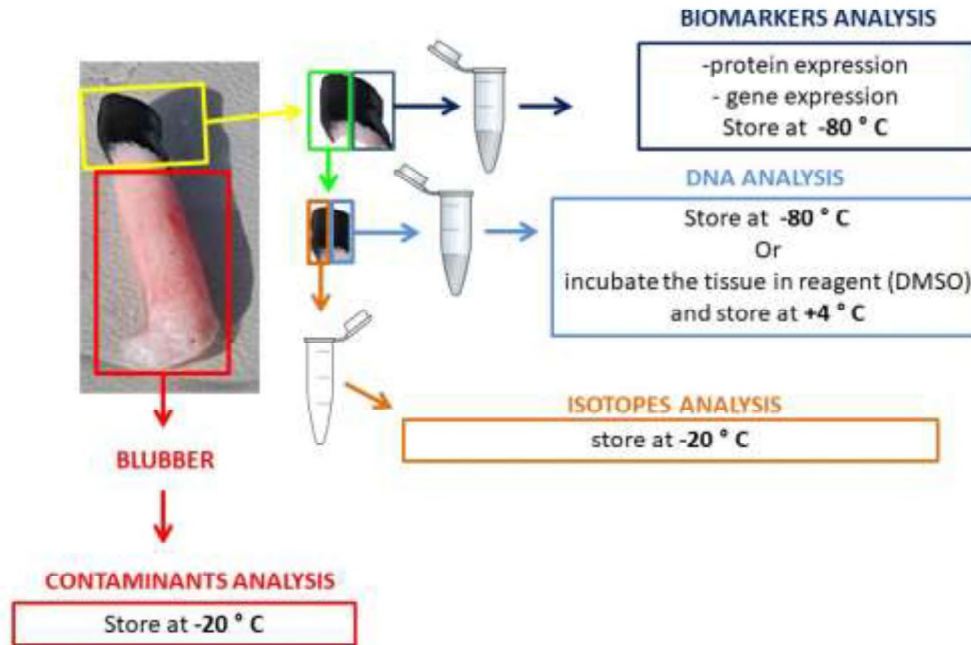 BIOMARKERS ANALYSIS
-protein expression
- gene expression
Store at -80 ° C
DNA ANALYSIS
Store at -80 ° C
Or
incubate the tissue in reagent (DMSO)
and store at +4 ° C
ISOTOPES ANALYSIS
store at -20 ° C
BLUBBER
CONTAMINANTS ANALYSIS
Store at -20 ° C